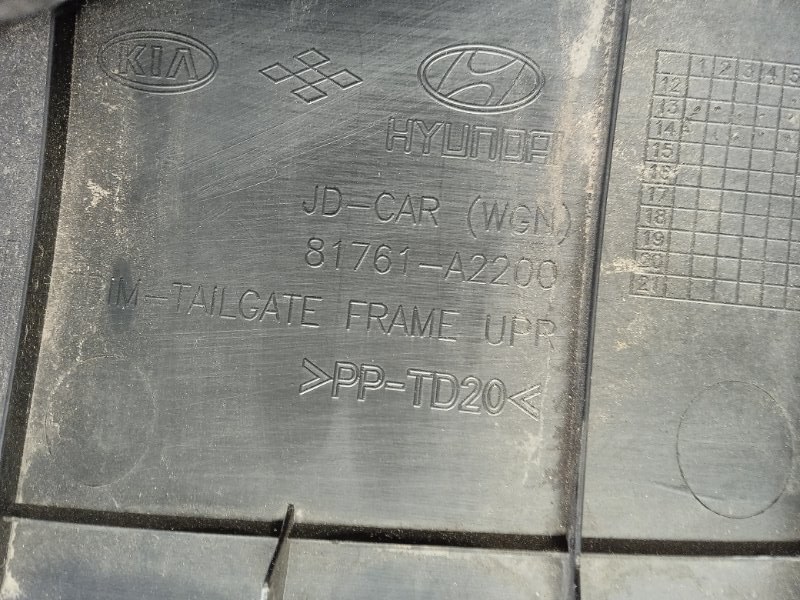 KIA
HYUNDAI
JD-CAR (WGN)
81761-A2200
TRIM-TAILGATE FRAME UPR
>PP-TD20<
1 2 3 4 5
12
13
14
15
16
17
18
19
20
21